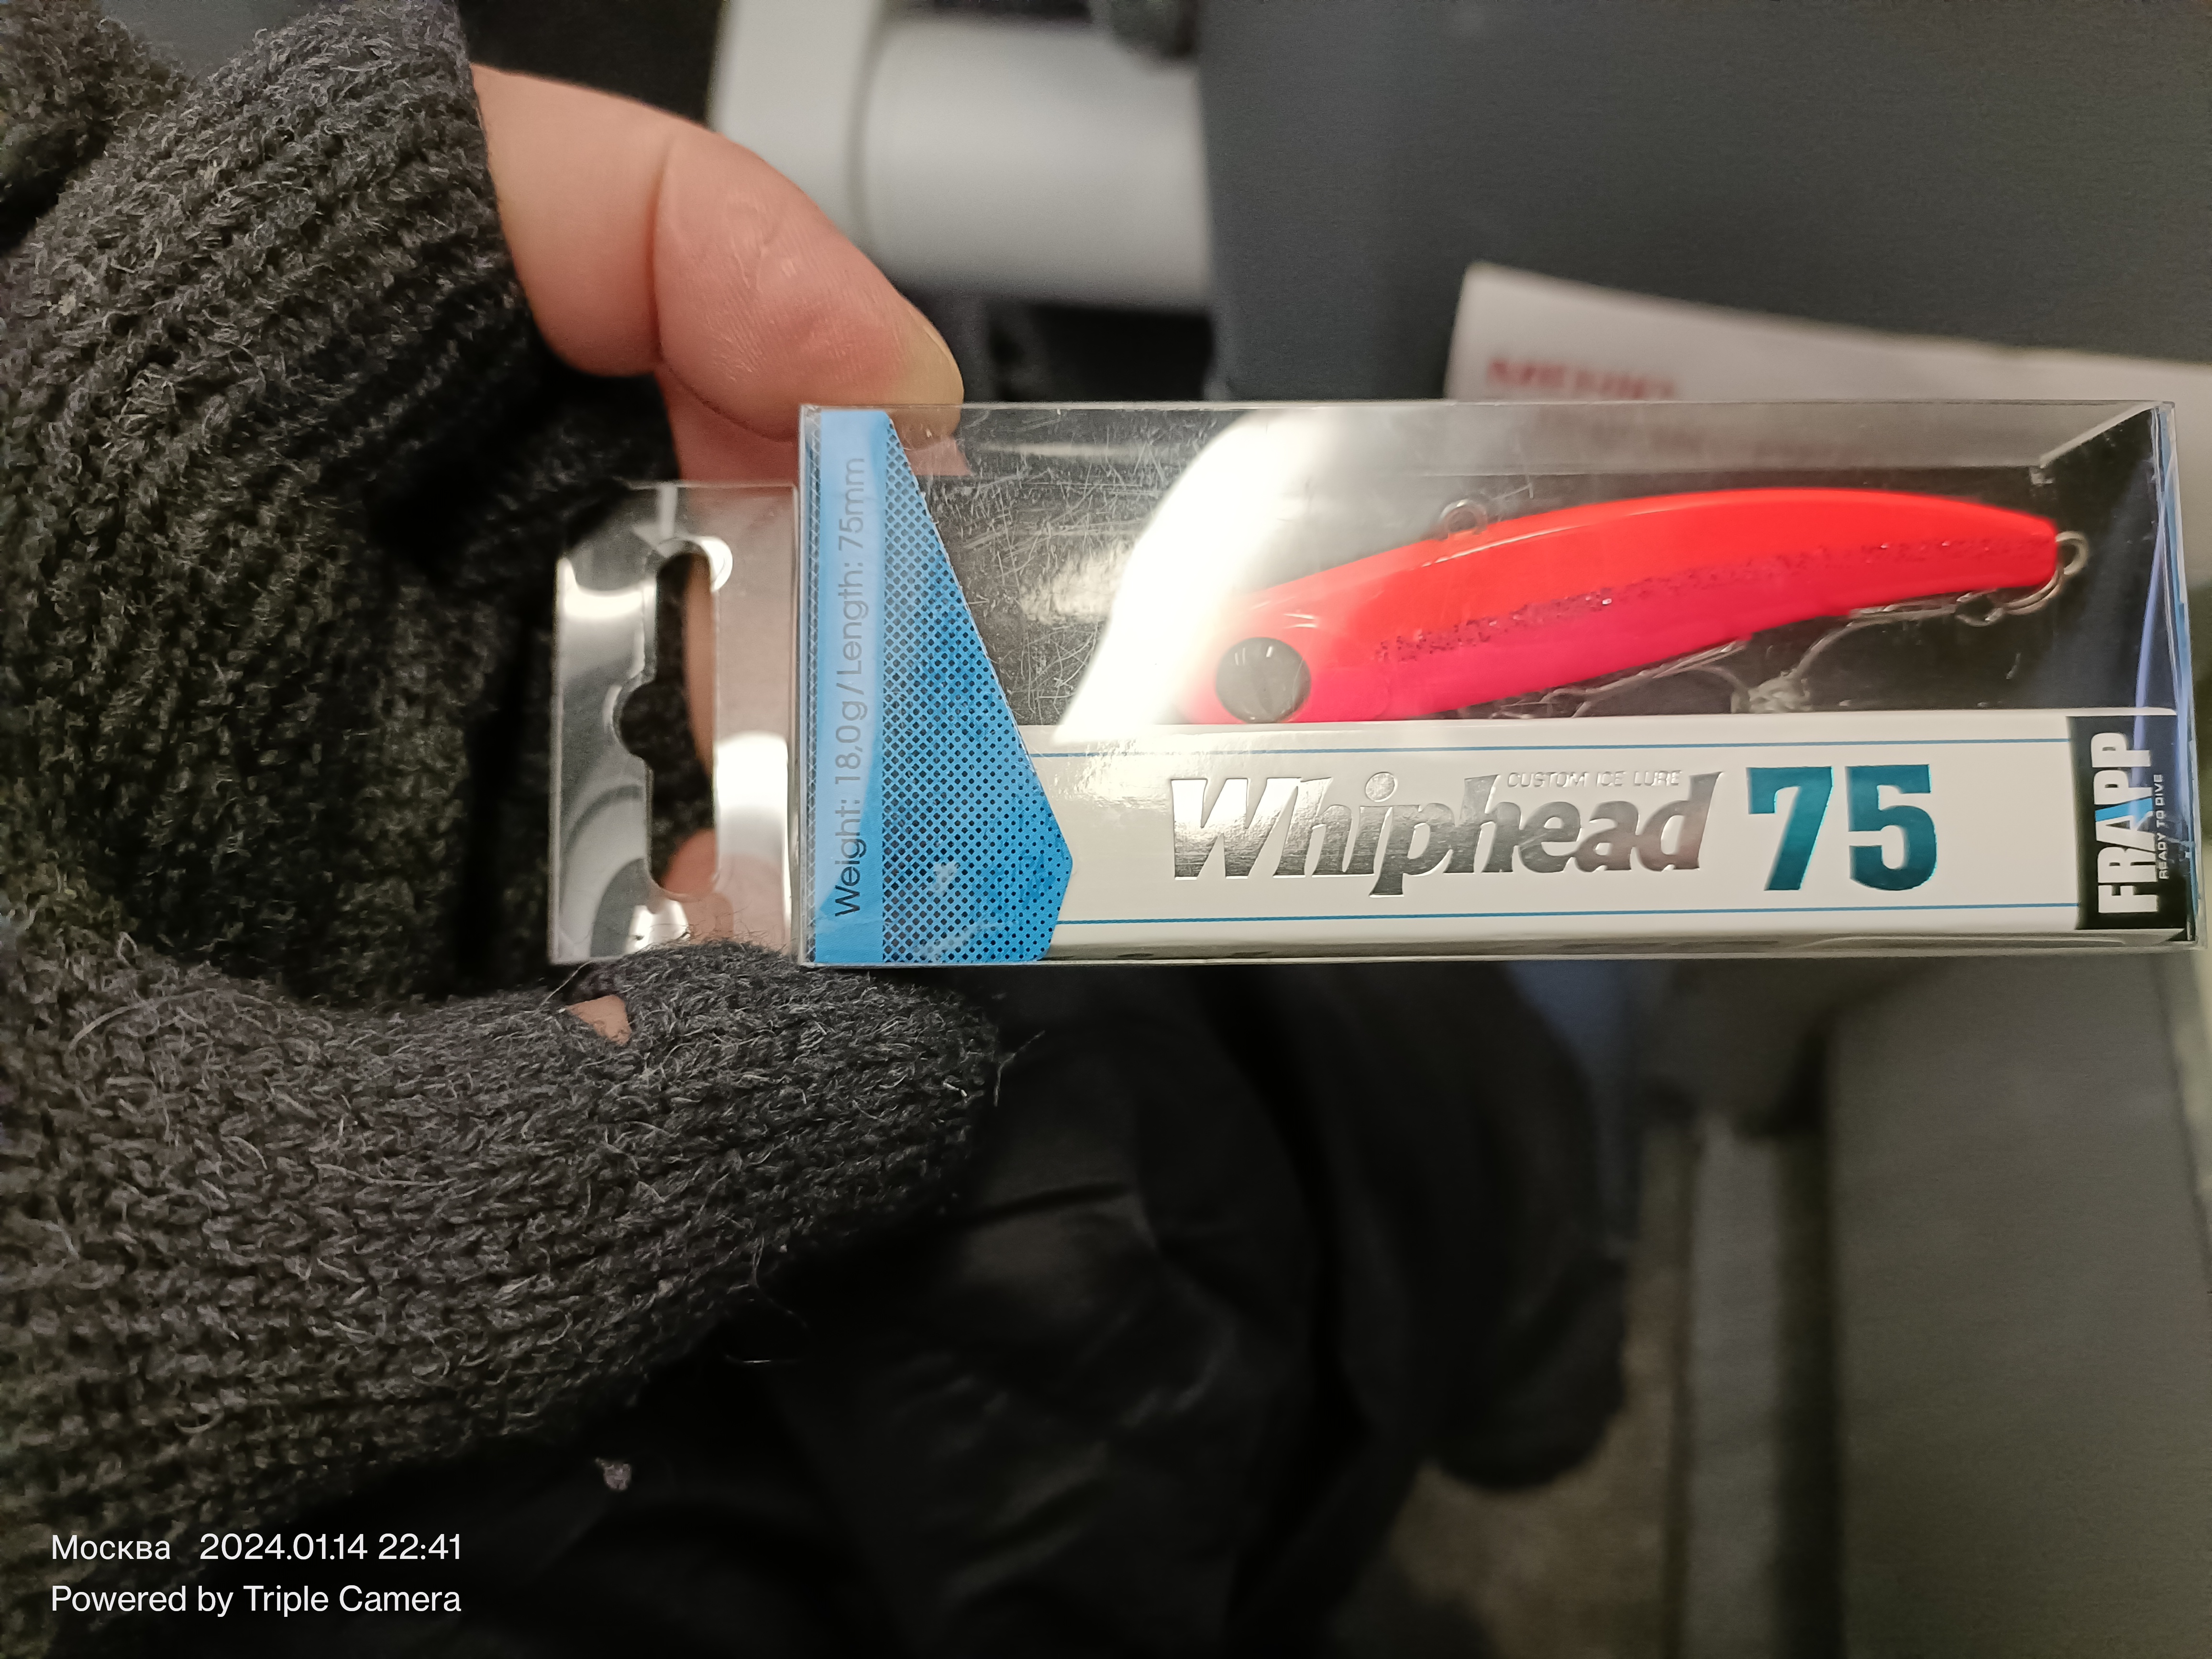 Weight: 18,0 g / Length: 75mm
CUSTOM ICE LURE
Whiphead 75
FRAPP
READY TO DIVE
Москва 2024.01.14 22:41
Powered by Triple Camera